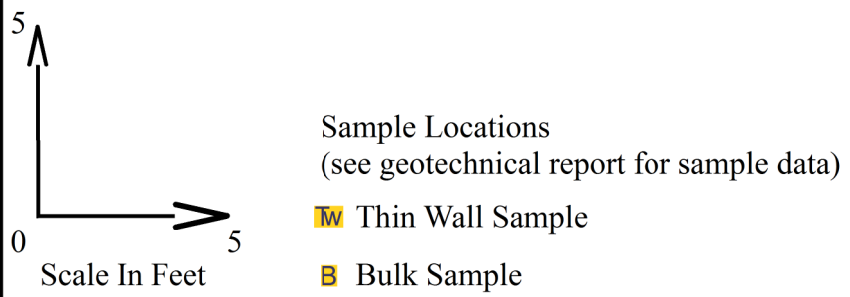 5
0
5
Scale In Feet
Sample Locations
(see geotechnical report for sample data)
Tw Thin Wall Sample
B Bulk Sample